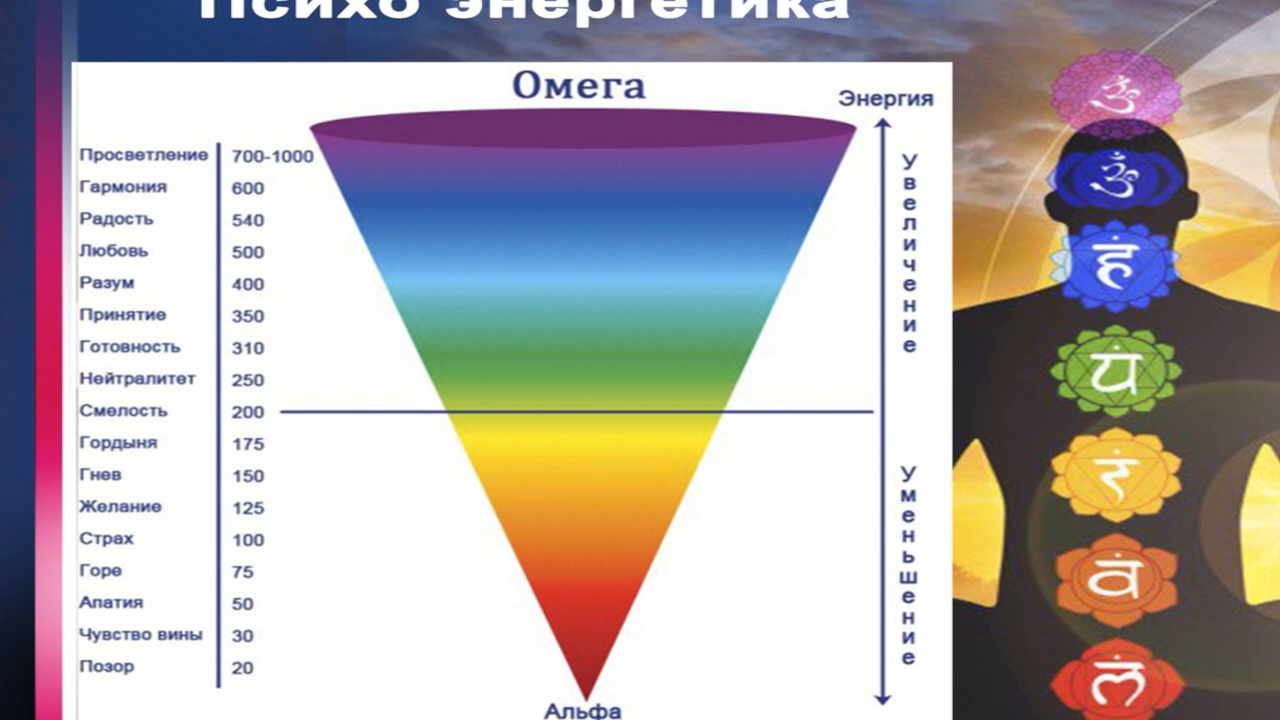 Психо энергетика
Омега
Энергия
Просветление 700-1000
Гармония 600
Радость 540
Любовь 500
Разум 400
Принятие 350
Готовность 310
Нейтралитет 250
Смелость 200
Гордыня 175
Гнев 150
Желание 125
Страх 100
Горе 75
Апатия 50
Чувство вины 30
Позор 20
Увеличение
Уменьшение
Альфа
ॐ
ॐ
हं
यं
रं
वं
लं